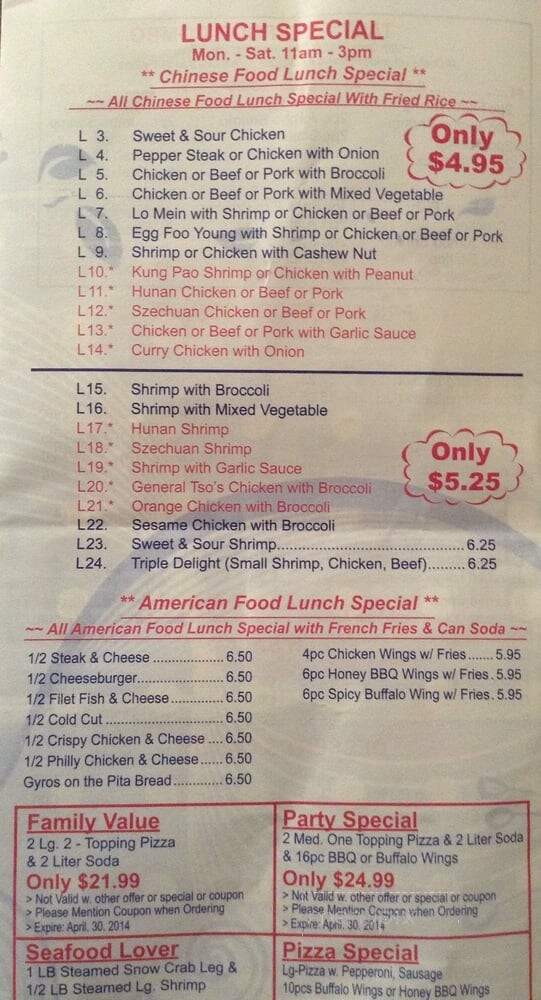 LUNCH SPECIAL
Mon. - Sat. 11am - 3pm
** Chinese Food Lunch Special **
~~ All Chinese Food Lunch Special With Fried Rice ~~
Only
$4.95
L 3. Sweet & Sour Chicken
L 4. Pepper Steak or Chicken with Onion
L 5. Chicken or Beef or Pork with Broccoli
L 6. Chicken or Beef or Pork with Mixed Vegetable
L 7. Lo Mein with Shrimp or Chicken or Beef or Pork
L 8. Egg Foo Young with Shrimp or Chicken or Beef or Pork
L 9. Shrimp or Chicken with Cashew Nut
L10.* Kung Pao Shrimp or Chicken with Peanut
L11.* Hunan Chicken or Beef or Pork
L12.* Szechuan Chicken or Beef or Pork
L13.* Chicken or Beef or Pork with Garlic Sauce
L14.* Curry Chicken with Onion
L15. Shrimp with Broccoli
L16. Shrimp with Mixed Vegetable
L17.* Hunan Shrimp
L18.* Szechuan Shrimp
L19.* Shrimp with Garlic Sauce
L20.* General Tso's Chicken with Broccoli
L21.* Orange Chicken with Broccoli
L22. Sesame Chicken with Broccoli
Only
$5.25
L23. Sweet & Sour Shrimp.......................................6.25
L24. Triple Delight (Small Shrimp, Chicken, Beef).........6.25
** American Food Lunch Special **
~~ All American Food Lunch Special with French Fries & Can Soda ~~
1/2 Steak & Cheese ..................6.50
1/2 Cheeseburger......................6.50
1/2 Filet Fish & Cheese.............6.50
1/2 Cold Cut .............................6.50
1/2 Crispy Chicken & Cheese ....6.50
1/2 Philly Chicken & Cheese......6.50
Gyros on the Pita Bread.............6.50
4pc Chicken Wings w/ Fries.......5.95
6pc Honey BBQ Wings w/ Fries.5.95
6pc Spicy Buffalo Wing w/ Fries.5.95
Family Value
2 Lg. 2 - Topping Pizza
& 2 Liter Soda
Only $21.99
> Not Valid w. other offer or special or coupon
> Please Mention Coupon when Ordering
> Expire: April. 30. 2014
Party Special
2 Med. One Topping Pizza & 2 Liter Soda
& 16pc BBQ or Buffalo Wings
Only $24.99
> Not Valid w. other offer or special or coupon
> Please Mention Coupon when Ordering
> Expire: April. 30. 2014
Seafood Lover
1 LB Steamed Snow Crab Leg &
1/2 LB Steamed Lg. Shrimp
Pizza Special
Lg-Pizza w. Pepperoni, Sausage
10pcs Buffalo Wings or Honey BBQ Wings